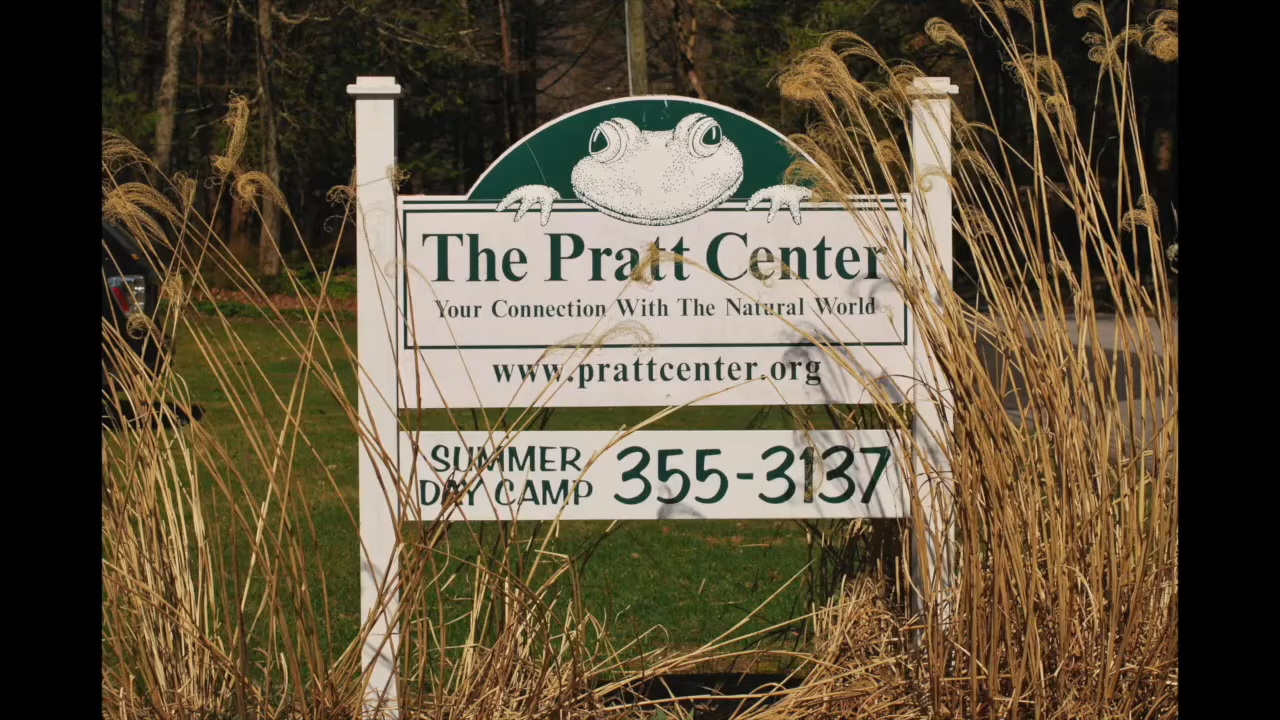 The Pratt Center
Your Connection With The Natural World
www.prattcenter.org
SUMMER
DAY CAMP
355-3137